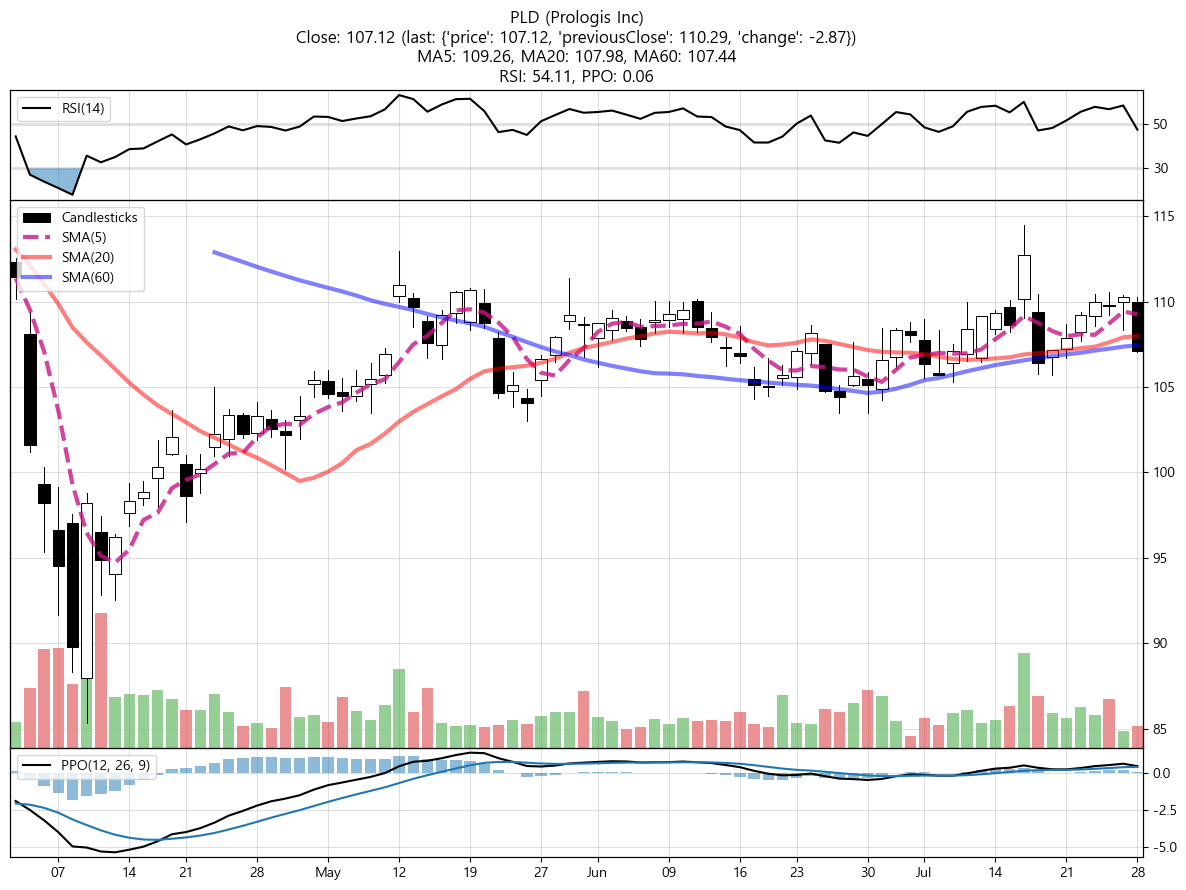 PLD (Prologis Inc)
Close: 107.12 (last: {'price': 107.12, 'previousClose': 110.29, 'change': -2.87})
MA5: 109.26, MA20: 107.98, MA60: 107.44
RSI: 54.11, PPO: 0.06
RSI(14)
50
30
Candlesticks
SMA(5)
SMA(20)
SMA(60)
115
110
105
100
95
90
85
PPO(12, 26, 9)
0.0
-2.5
-5.0
07 14 21 28 May 12 19 27 Jun 09 16 23 30 Jul 14 21 28